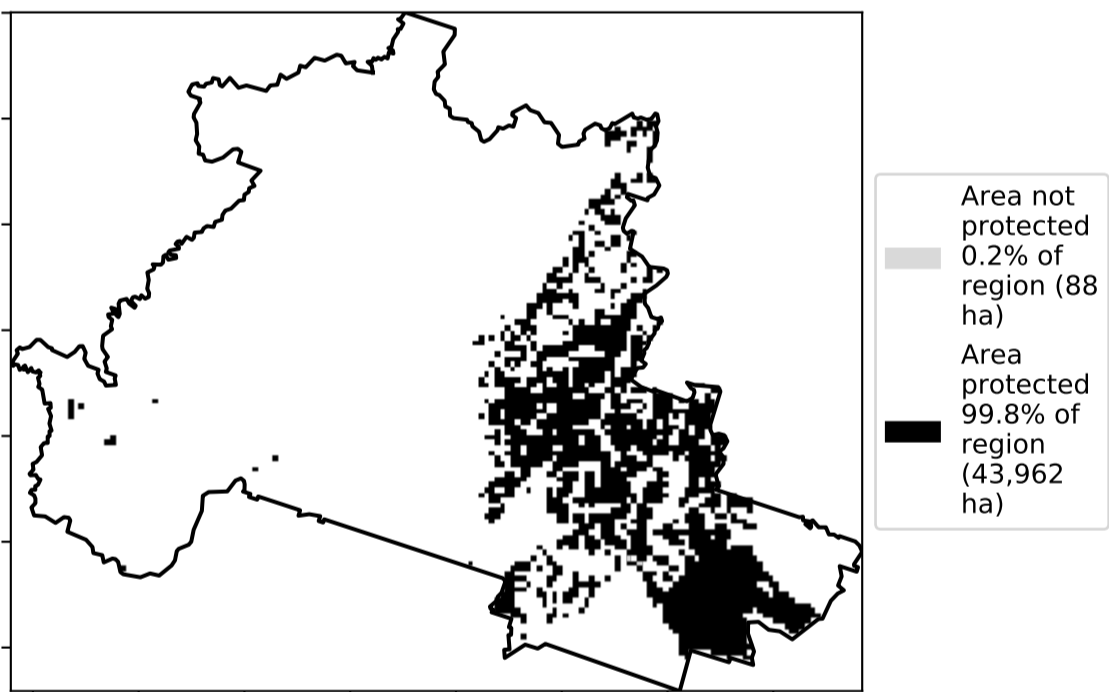 Area not
protected
0.2% of
region (88
ha)
Area
protected
99.8% of
region
(43,962
ha)